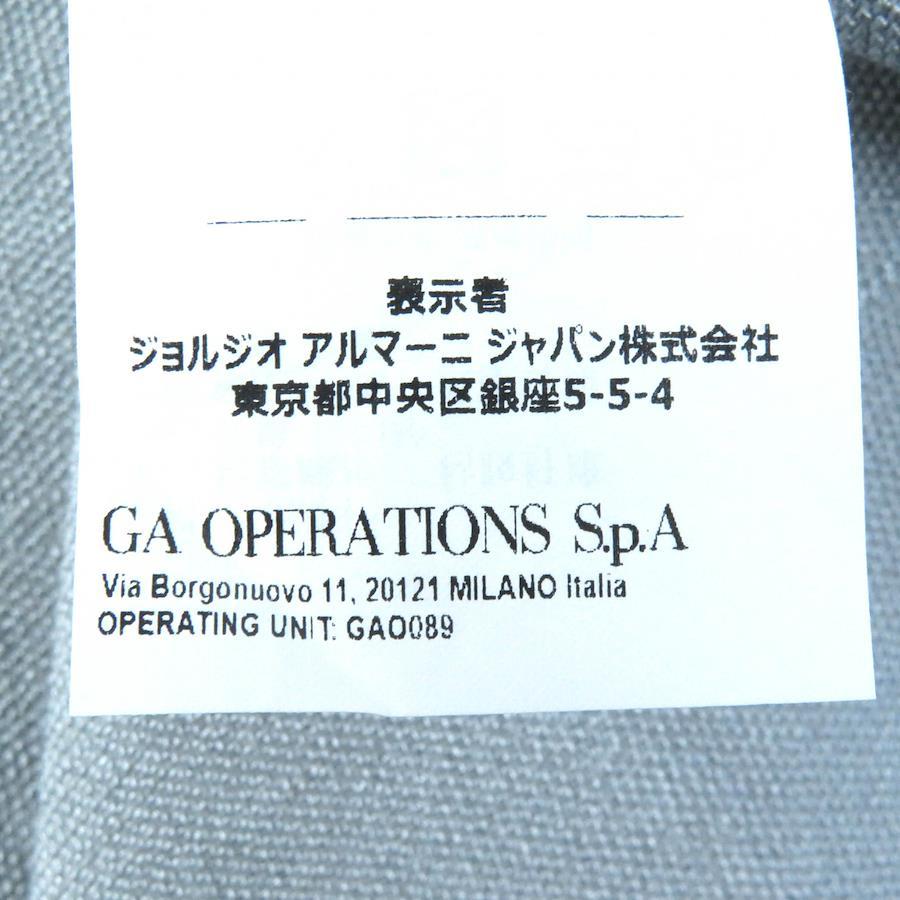 表示者
ジョルジオ アルマーニ ジャパン株式会社
東京都中央区銀座5-5-4
GA OPERATIONS S.p.A
Via Borgonuovo 11, 20121 MILANO Italia
OPERATING UNIT: GAO089